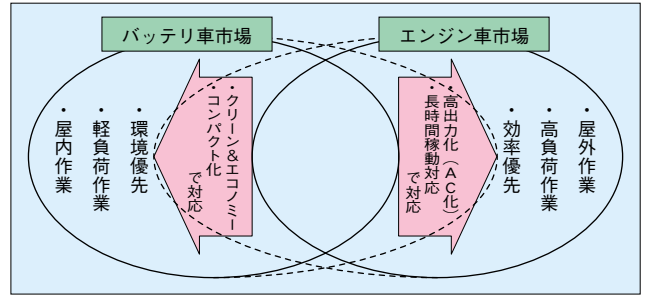 バッテリ車市場
エンジン車市場
・屋内作業
・軽負荷作業
・環境優先
・クリーン&エコノミー
・コンパクト化
で対応
・高出力化（AC化）
・長時間稼動対応
で対応
・屋外作業
・高負荷作業
・効率優先